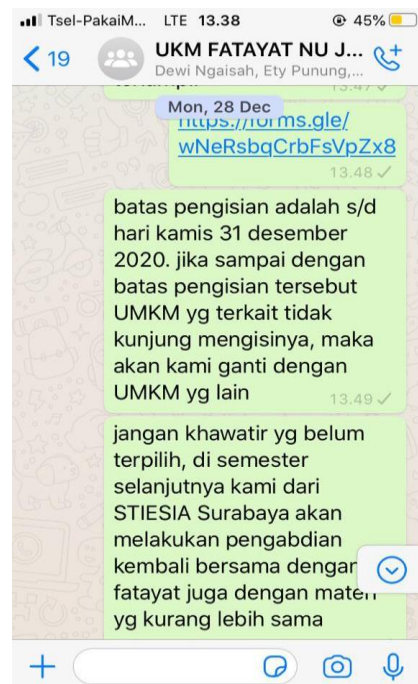 Tsel-PakaiM... LTE 13.38 45%
19 UKM FATAYAT NU J...
Dewi Ngaisah, Ety Punung,...
13.47
Mon, 28 Dec
https://forms.gle/
wNeRsbqCrbFsVpZx8
13.48
batas pengisian adalah s/d
hari kamis 31 desember
2020. jika sampai dengan
batas pengisian tersebut
UMKM yg terkait tidak
kunjung mengisinya, maka
akan kami ganti dengan
UMKM yg lain
13.49
jangan khawatir yg belum
terpilih, di semester
selanjutnya kami dari
STIESIA Surabaya akan
melakukan pengabdian
kembali bersama dengan
fatayat juga dengan materi
yg kurang lebih sama